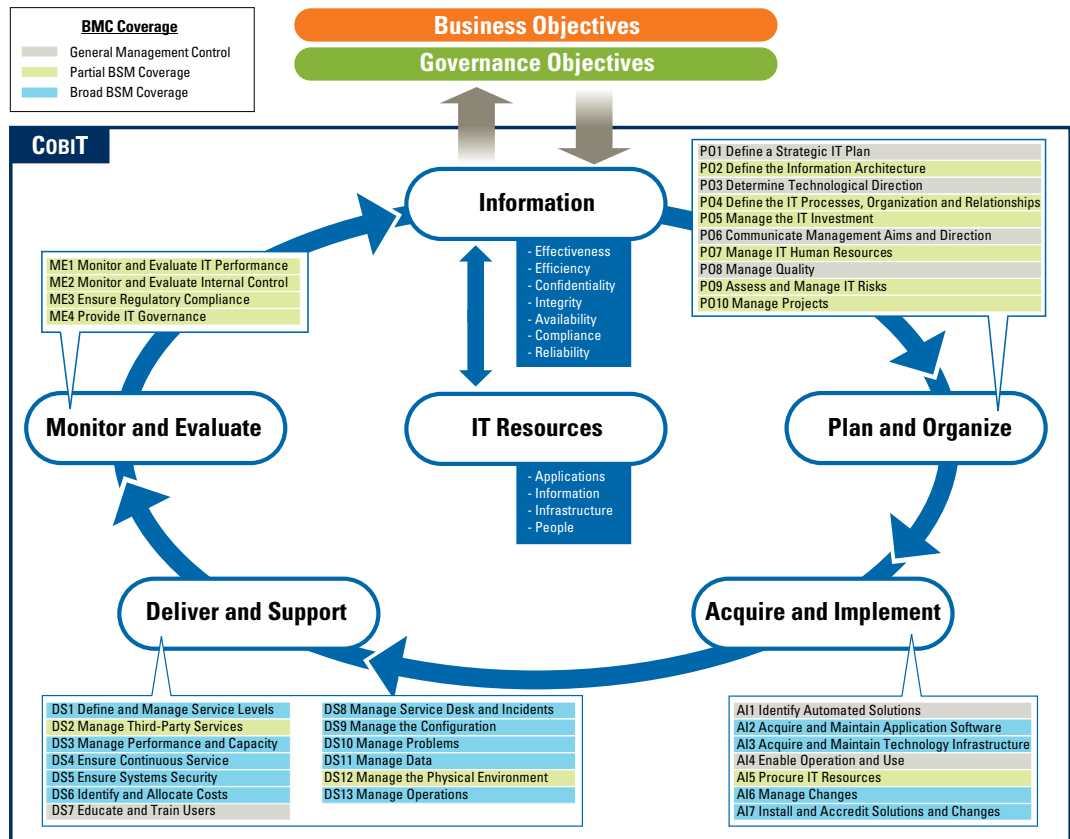 BMC Coverage
General Management Control
Partial BSM Coverage
Broad BSM Coverage
Business Objectives
Governance Objectives
COBIT
Information
- Effectiveness
- Efficiency
- Confidentiality
- Integrity
- Availability
- Compliance
- Reliability
PO1 Define a Strategic IT Plan
PO2 Define the Information Architecture
PO3 Determine Technological Direction
PO4 Define the IT Processes, Organization and Relationships
PO5 Manage the IT Investment
PO6 Communicate Management Aims and Direction
PO7 Manage IT Human Resources
PO8 Manage Quality
PO9 Assess and Manage IT Risks
PO10 Manage Projects
ME1 Monitor and Evaluate IT Performance
ME2 Monitor and Evaluate Internal Control
ME3 Ensure Regulatory Compliance
ME4 Provide IT Governance
Monitor and Evaluate
IT Resources
- Applications
- Information
- Infrastructure
- People
Plan and Organize
Deliver and Support
Acquire and Implement
DS1 Define and Manage Service Levels
DS2 Manage Third-Party Services
DS3 Manage Performance and Capacity
DS4 Ensure Continuous Service
DS5 Ensure Systems Security
DS6 Identify and Allocate Costs
DS7 Educate and Train Users
DS8 Manage Service Desk and Incidents
DS9 Manage the Configuration
DS10 Manage Problems
DS11 Manage Data
DS12 Manage the Physical Environment
DS13 Manage Operations
AI1 Identify Automated Solutions
AI2 Acquire and Maintain Application Software
AI3 Acquire and Maintain Technology Infrastructure
AI4 Enable Operation and Use
AI5 Procure IT Resources
AI6 Manage Changes
AI7 Install and Accredit Solutions and Changes